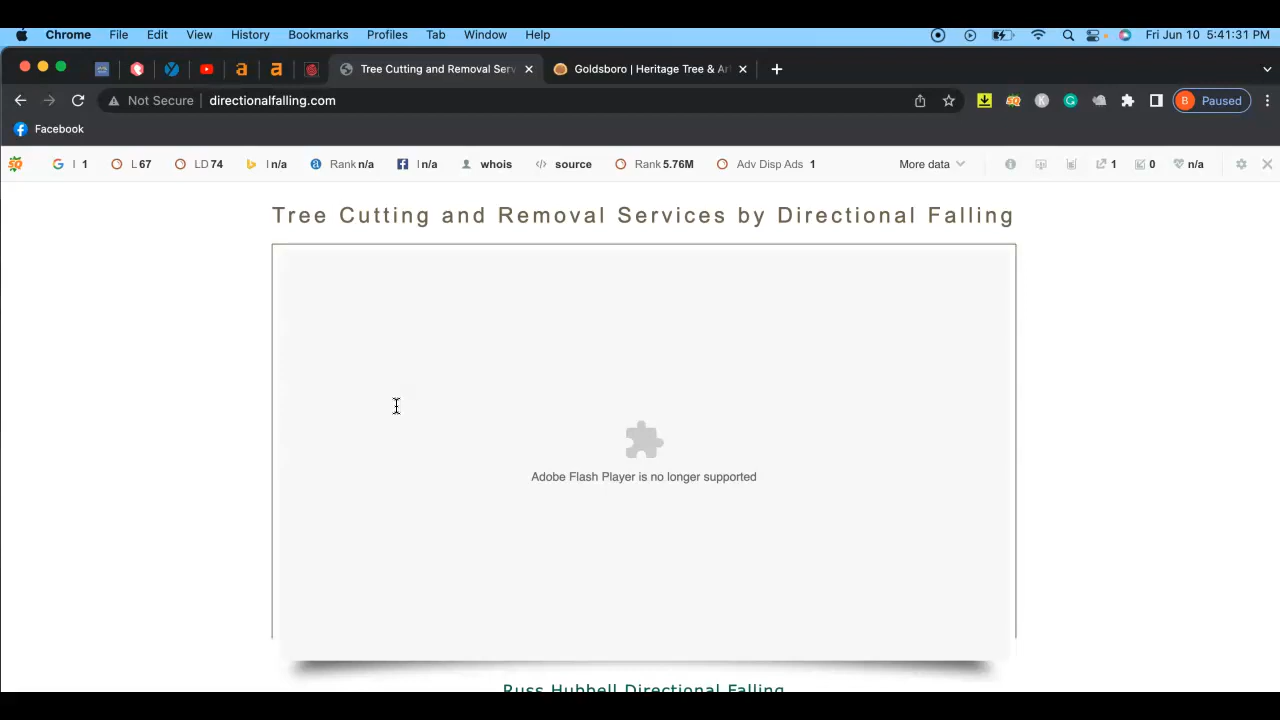 Chrome File Edit View History Bookmarks Profiles Tab Window Help Fri Jun 10 5:41:31 PM
Tree Cutting and Removal Serv Goldsboro | Heritage Tree & Ar
Not Secure directionalfalling.com Paused
Facebook
I 1 L 67 LD 74 I n/a Rank n/a I n/a whois source Rank 5.76M Adv Disp Ads 1 More data 1 0 n/a
Tree Cutting and Removal Services by Directional Falling
Adobe Flash Player is no longer supported
Russ Hubbell Directional Falling